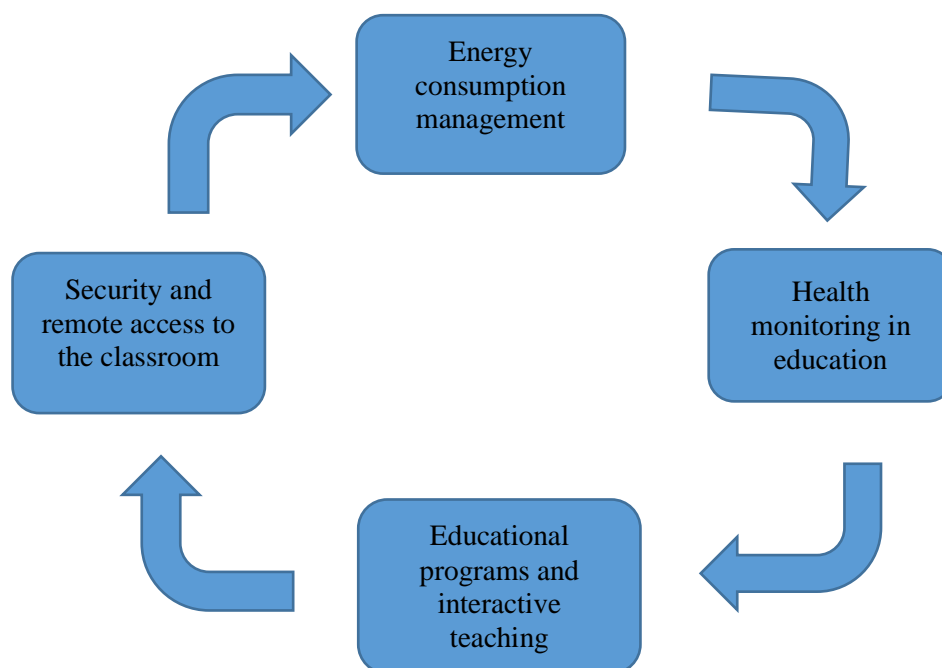 Energy
consumption
management
Security and
remote access to
the classroom
Health
monitoring in
education
Educational
programs and
interactive
teaching